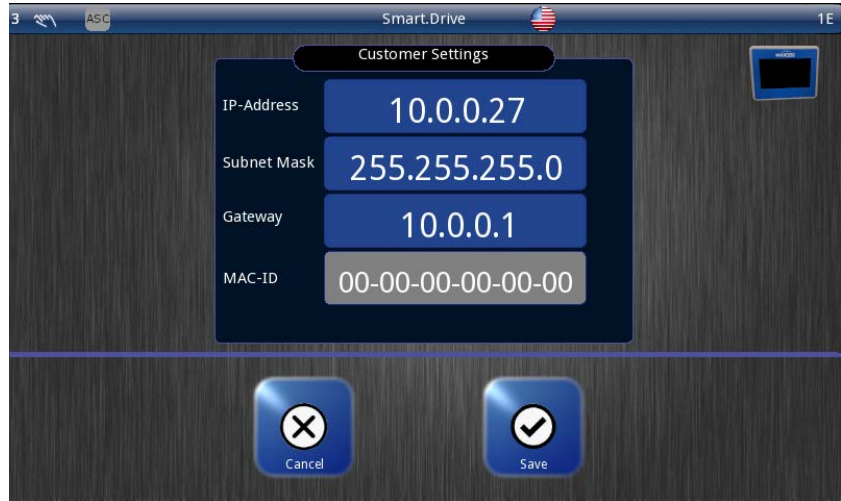 3 ASC Smart.Drive 1E
Customer Settings
IP-Address 10.0.0.27
Subnet Mask 255.255.255.0
Gateway 10.0.0.1
MAC-ID 00-00-00-00-00-00
Cancel Save